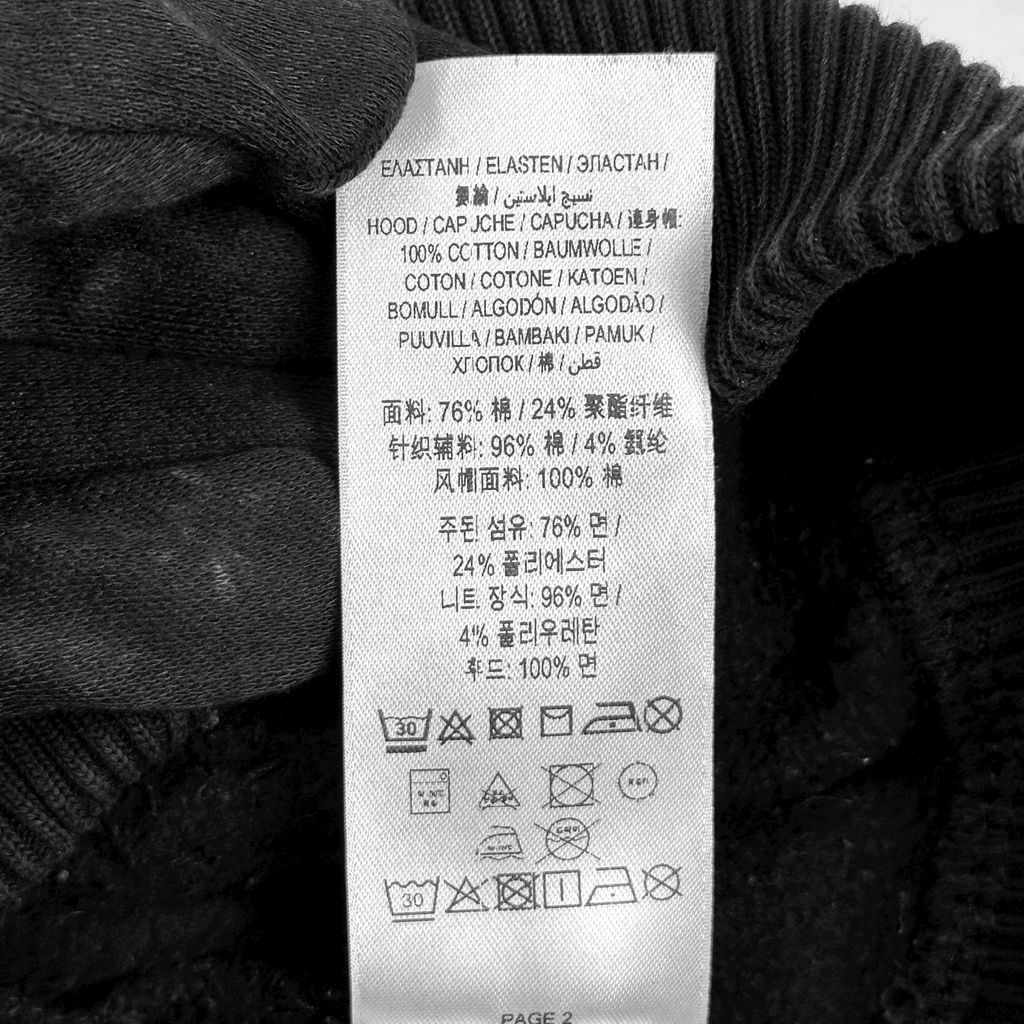 ΕΛΑΣΤΑΝΗ / ELASTEN / ЭЛАСТАН /
氨綸 / نسيج ايلاستين
HOOD / CAPUCHE / CAPUCHA / 連身帽:
100% COTTON / BAUMWOLLE /
COTON / COTONE / KATOEN /
BOMULL / ALGODÓN / ALGODÃO /
PUUVILLA / BAMBAKI / PAMUK /
ХЛОПОК / 棉 / قطن
面料: 76% 棉 / 24% 聚酯纤维
针织辅料: 96% 棉 / 4% 氨纶
风帽面料: 100% 棉
주된 섬유: 76% 면 /
24% 폴리에스터
니트 장식: 96% 면 /
4% 폴리우레탄
후드: 100% 면
30
30
PAGE 2